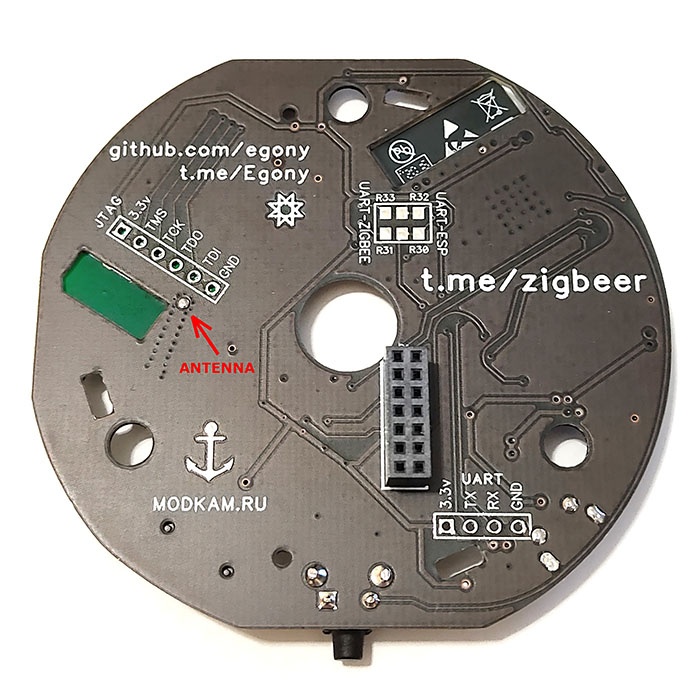 github.com/egony
t.me/Egony
JTAG
3.3v
TMS
TCK
TDO
TDI
GND
UART-ZIGBEE
R33 R32
R31 R30
UART-ESP
t.me/zigbeer
ANTENNA
MODKAM.RU
UART
3.3v
TX
RX
GND
Pb